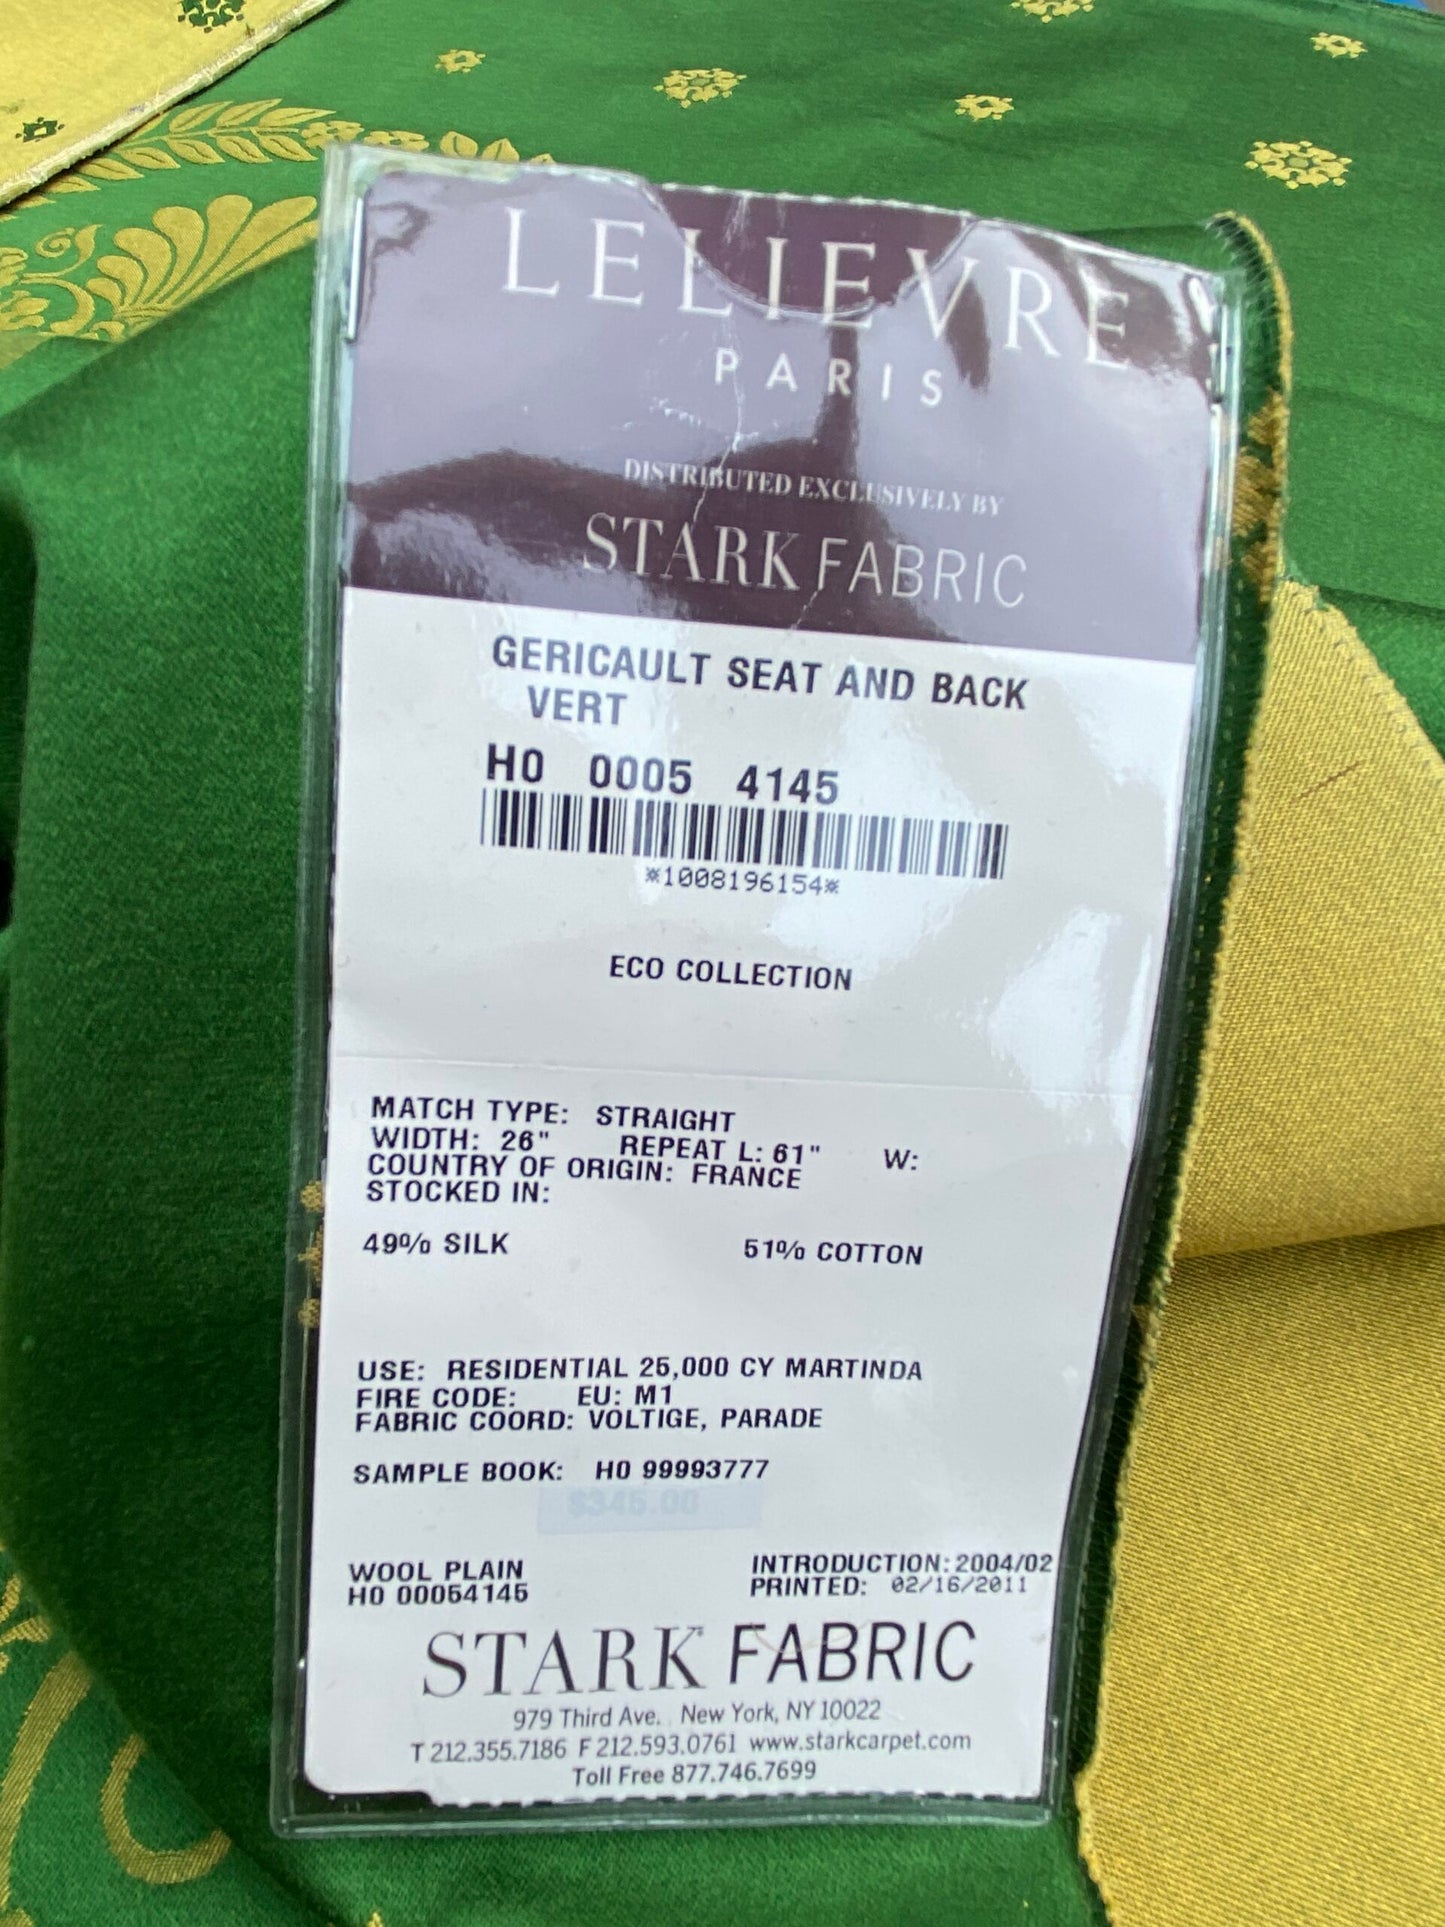 LELIEVRE
PARIS
DISTRIBUTED EXCLUSIVELY BY
STARK FABRIC
GERICAULT SEAT AND BACK
VERT
H0 0005 4145
*1008196154*
ECO COLLECTION
MATCH TYPE: STRAIGHT
WIDTH: 26" REPEAT L: 61" W:
COUNTRY OF ORIGIN: FRANCE
STOCKED IN:
49% SILK 51% COTTON
USE: RESIDENTIAL 25,000 CY MARTINDA
FIRE CODE: EU: M1
FABRIC COORD: VOLTIGE, PARADE
SAMPLE BOOK: H0 99993777
$345.00
WOOL PLAIN INTRODUCTION: 2004/02
H0 00054145 PRINTED: 02/16/2011
STARK FABRIC
979 Third Ave. New York, NY 10022
T 212.355.7186 F 212.593.0761 www.starkcarpet.com
Toll Free 877.746.7699